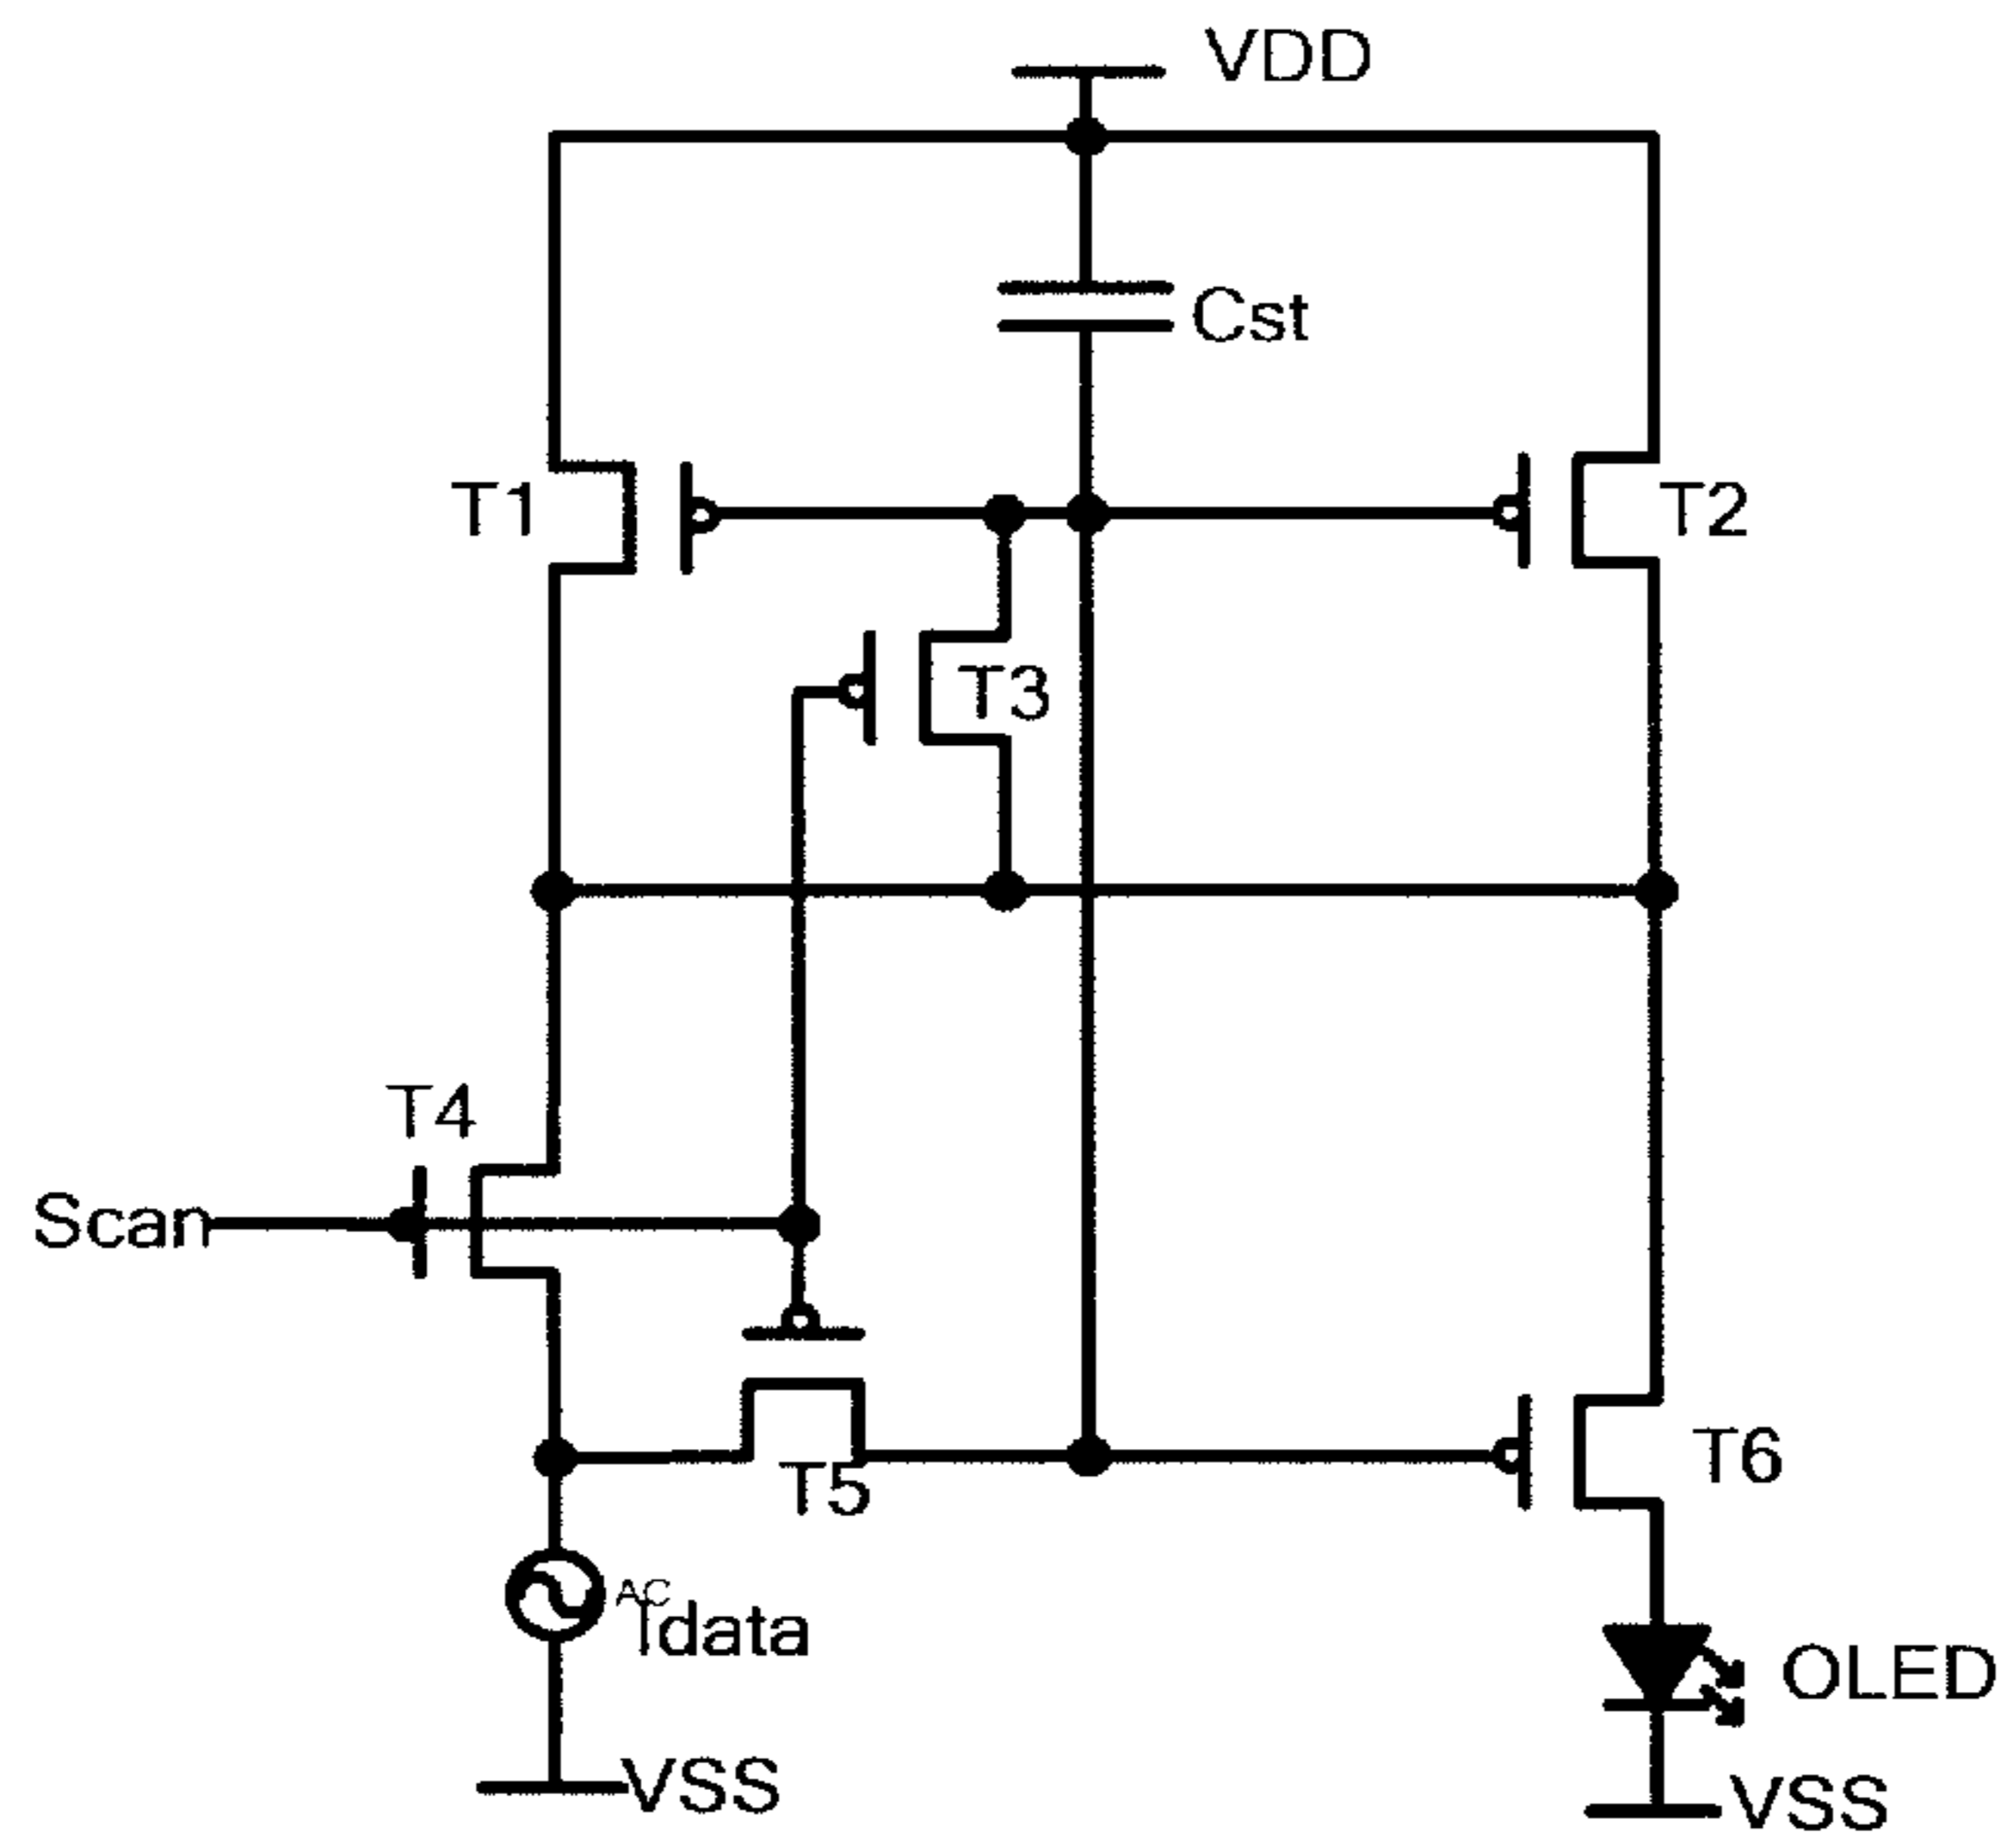 VDD
Cst
T1
T2
T3
T4
Scan
T6
T5
AC
Idata
OLED
VSS
VSS